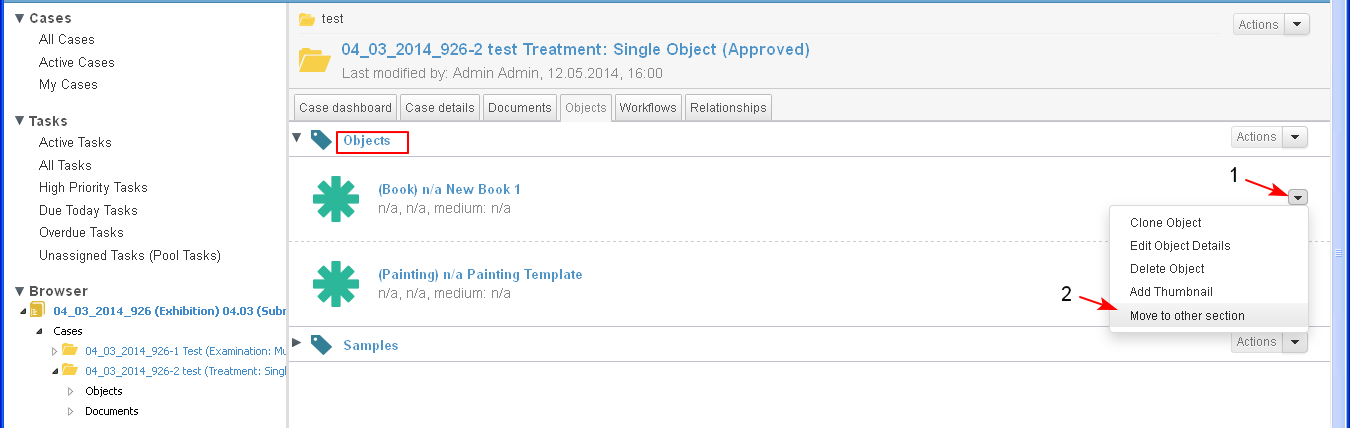 Cases
All Cases
Active Cases
My Cases
Tasks
Active Tasks
All Tasks
High Priority Tasks
Due Today Tasks
Overdue Tasks
Unassigned Tasks (Pool Tasks)
Browser
04_03_2014_926 (Exhibition) 04.03 (Subm
Cases
04_03_2014_926-1 Test (Examination: Mu
04_03_2014_926-2 test (Treatment: Singl
Objects
Documents
test
Actions
04_03_2014_926-2 test Treatment: Single Object (Approved)
Last modified by: Admin Admin, 12.05.2014, 16:00
Case dashboard Case details Documents Objects Workflows Relationships
Objects
Actions
(Book) n/a New Book 1
n/a, n/a, medium: n/a
1
Clone Object
Edit Object Details
Delete Object
Add Thumbnail
2 Move to other section
(Painting) n/a Painting Template
n/a, n/a, medium: n/a
Samples
Actions